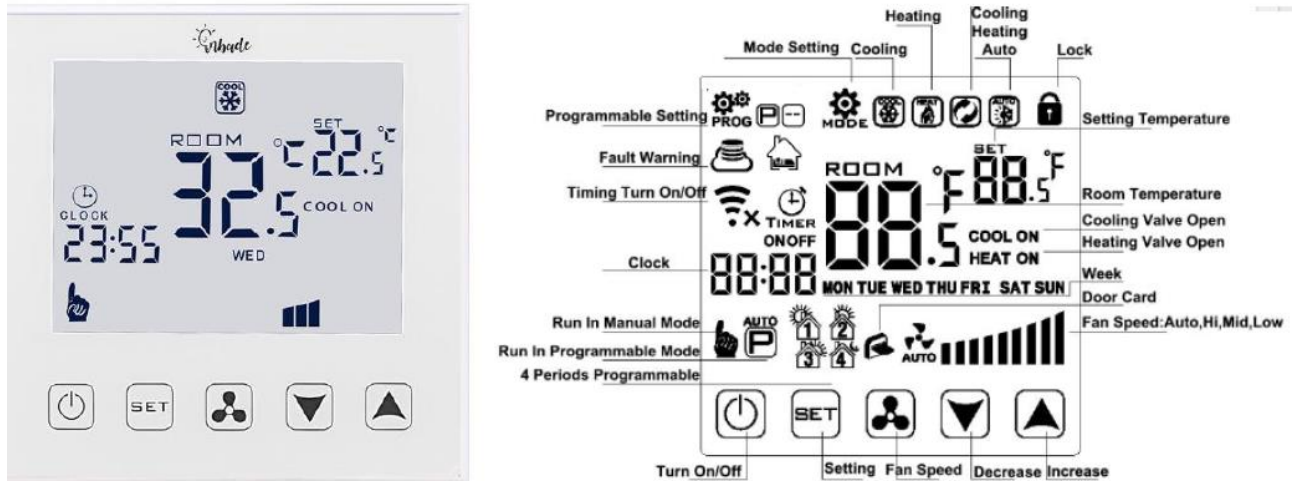 Inbade
COOL
ROOM
32.5 °C
SET
22.5 °C
COOL ON
CLOCK
23:55
WED
SET
Mode Setting
Cooling
Heating
Cooling
Heating
Auto
Lock
Programmable Setting
Fault Warning
Timing Turn On/Off
Clock
Run In Manual Mode
Run In Programmable Mode
4 Periods Programmable
PROG
P
--
MODE
COOL
HEAT
AUTO
SET
88.5 °F
ROOM
88.5 °F
TIMER
ON OFF
COOL ON
HEAT ON
88:88
MON TUE WED THU FRI SAT SUN
AUTO
P
1
2
3
4
AUTO
SET
Setting Temperature
Room Temperature
Cooling Valve Open
Heating Valve Open
Week
Door Card
Fan Speed:Auto,Hi,Mid,Low
Turn On/Off
Setting
Fan Speed
Decrease
Increase